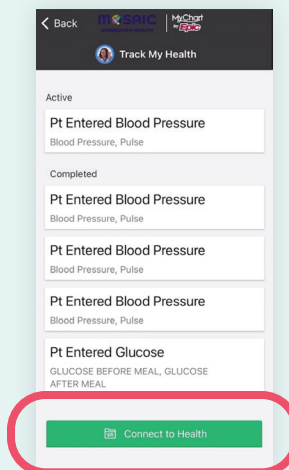 Back
MOSAIC
MyChart
by Epic
Track My Health
Active
Pt Entered Blood Pressure
Blood Pressure, Pulse
Completed
Pt Entered Blood Pressure
Blood Pressure, Pulse
Pt Entered Blood Pressure
Blood Pressure, Pulse
Pt Entered Blood Pressure
Blood Pressure, Pulse
Pt Entered Glucose
GLUCOSE BEFORE MEAL, GLUCOSE
AFTER MEAL
Connect to Health